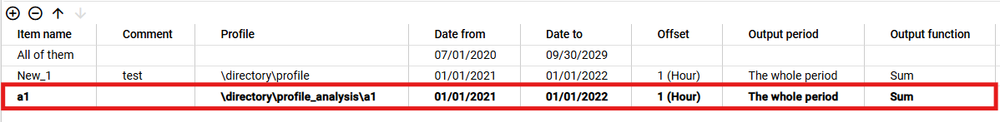 Item name Comment Profile Date from Date to Offset Output period Output function
All of them 07/01/2020 09/30/2029
New_1 test \directory\profile 01/01/2021 01/01/2022 1 (Hour) The whole period Sum
a1 \directory\profile_analysis\a1 01/01/2021 01/01/2022 1 (Hour) The whole period Sum